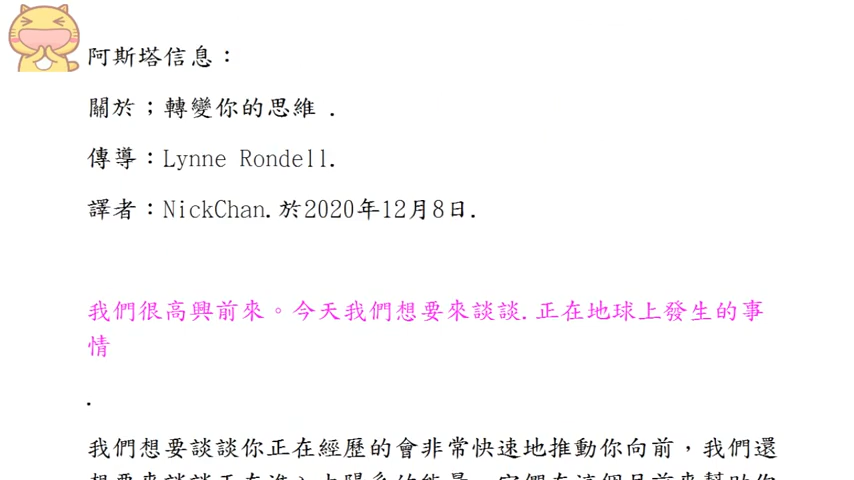 阿斯塔信息：
關於；轉變你的思維 .
傳導：Lynne Rondell.
譯者：NickChan.於2020年12月8日.
我們很高興前來。今天我們想要來談談.正在地球上發生的事
情
.
我們想要談談你正在經歷的會非常快速地推動你向前，我們還